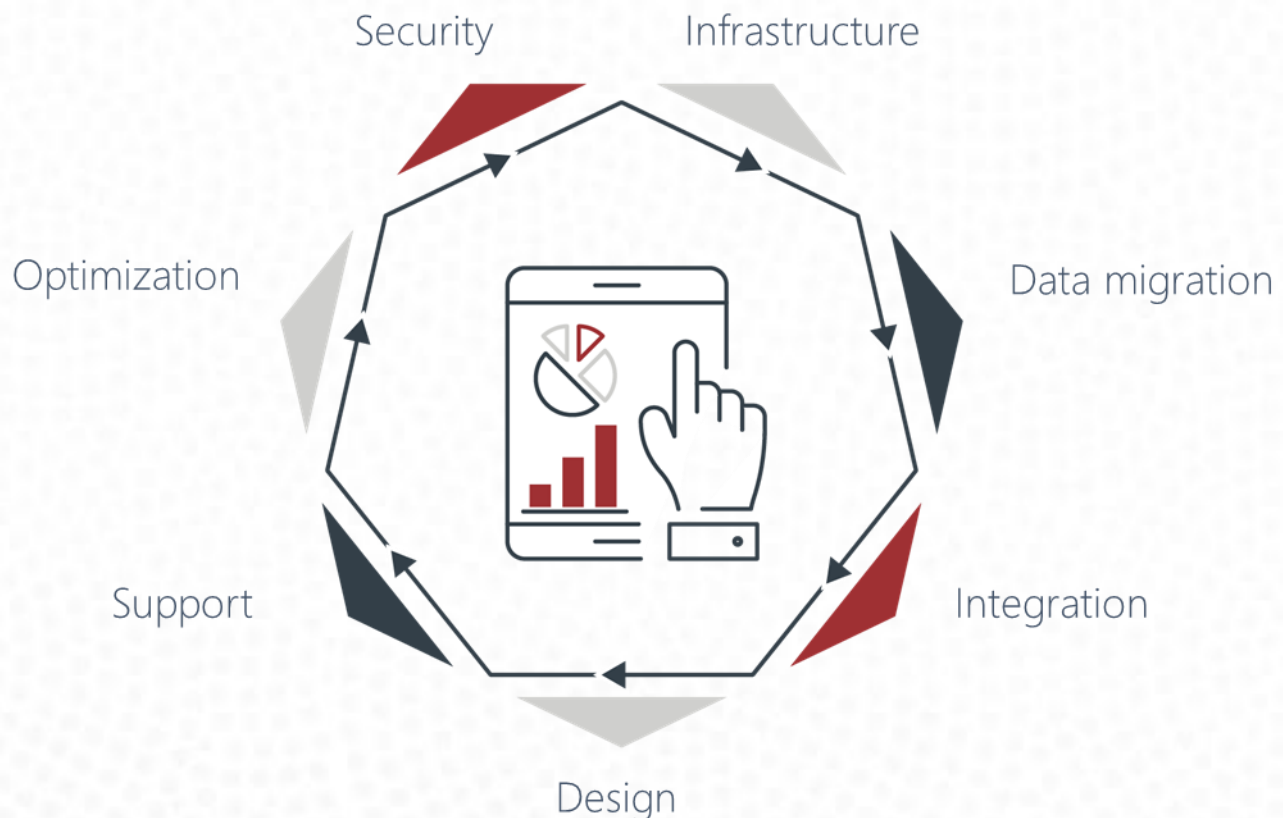 Security
Infrastructure
Optimization
Data migration
Support
Integration
Design